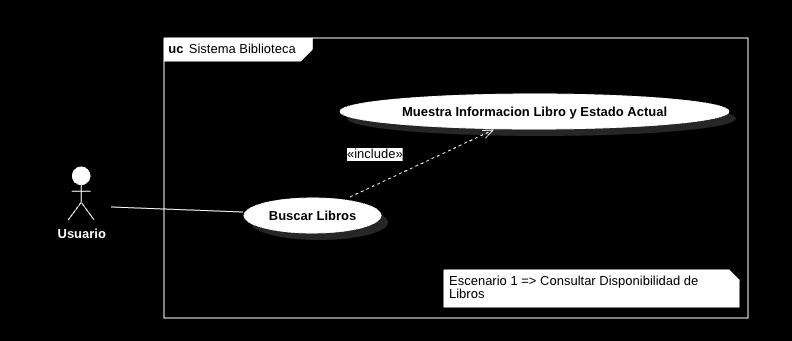 uc Sistema Biblioteca
Muestra Informacion Libro y Estado Actual
«include»
Buscar Libros
Usuario
Escenario 1 => Consultar Disponibilidad de
Libros